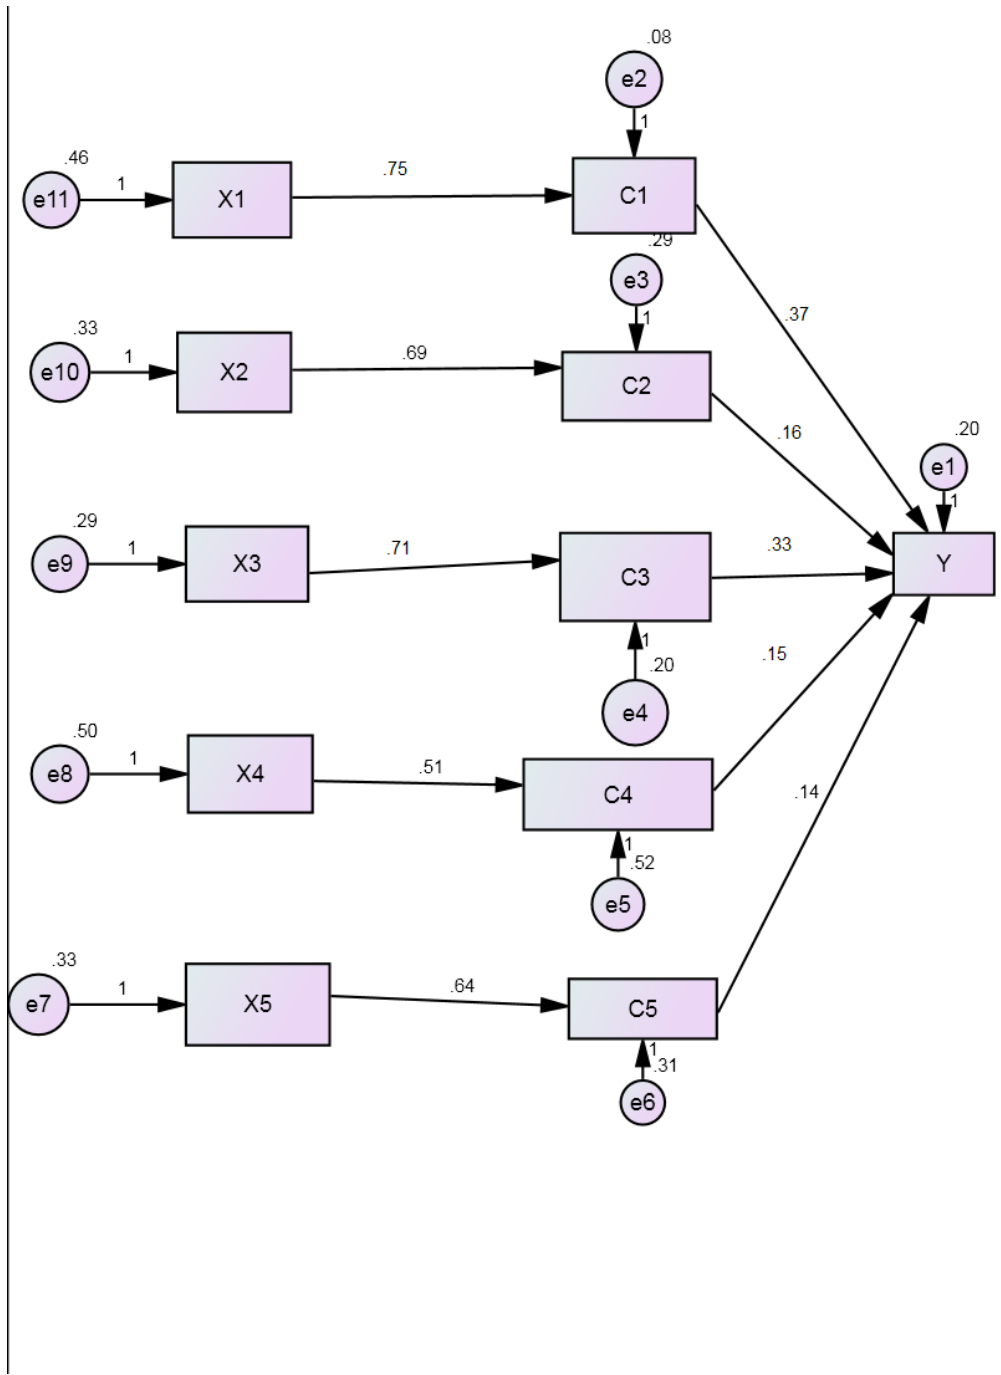 .08
e2
1
.46
e11
1
X1
.75
C1
.29
e3
1
.37
.33
e10
1
X2
.69
C2
.16
.20
e1
1
Y
.29
e9
1
X3
.71
C3
.33
1
.20
e4
.15
.50
e8
1
X4
.51
C4
1
.52
e5
.14
.33
e7
1
X5
.64
C5
1
.31
e6